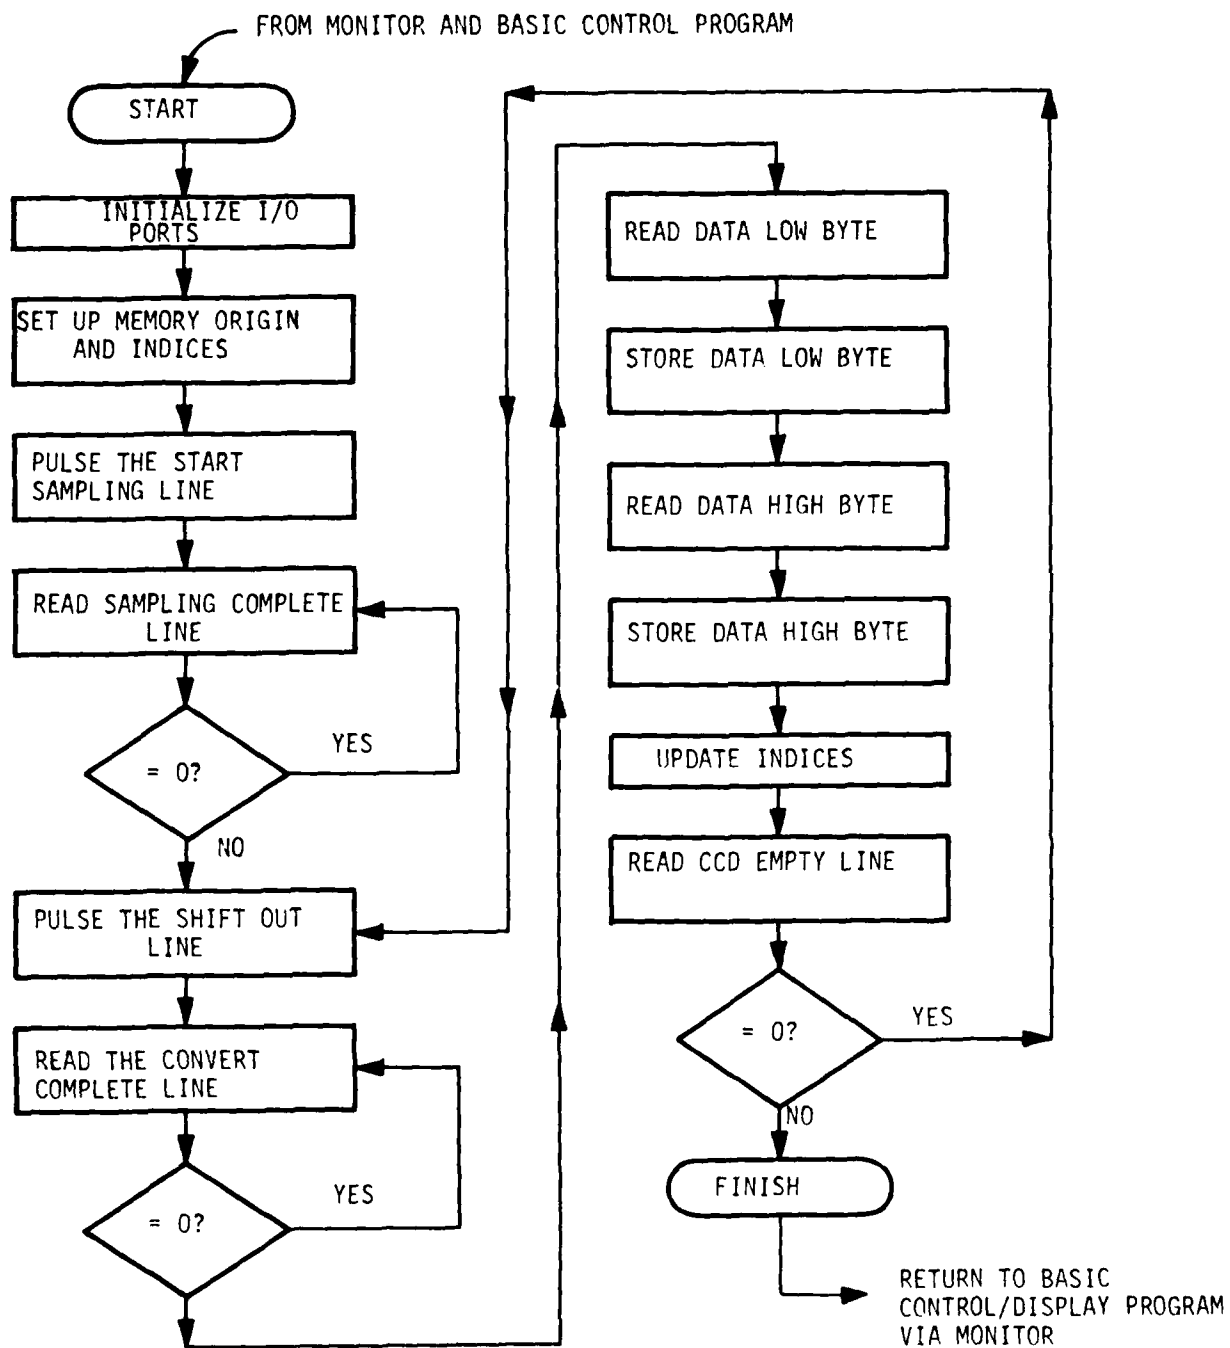 FROM MONITOR AND BASIC CONTROL PROGRAM
START
INITIALIZE I/O
PORTS
SET UP MEMORY ORIGIN
AND INDICES
PULSE THE START
SAMPLING LINE
READ SAMPLING COMPLETE
LINE
= 0?
YES
NO
PULSE THE SHIFT OUT
LINE
READ THE CONVERT
COMPLETE LINE
= 0?
YES
READ DATA LOW BYTE
STORE DATA LOW BYTE
READ DATA HIGH BYTE
STORE DATA HIGH BYTE
UPDATE INDICES
READ CCD EMPTY LINE
= 0?
YES
NO
FINISH
RETURN TO BASIC
CONTROL/DISPLAY PROGRAM
VIA MONITOR